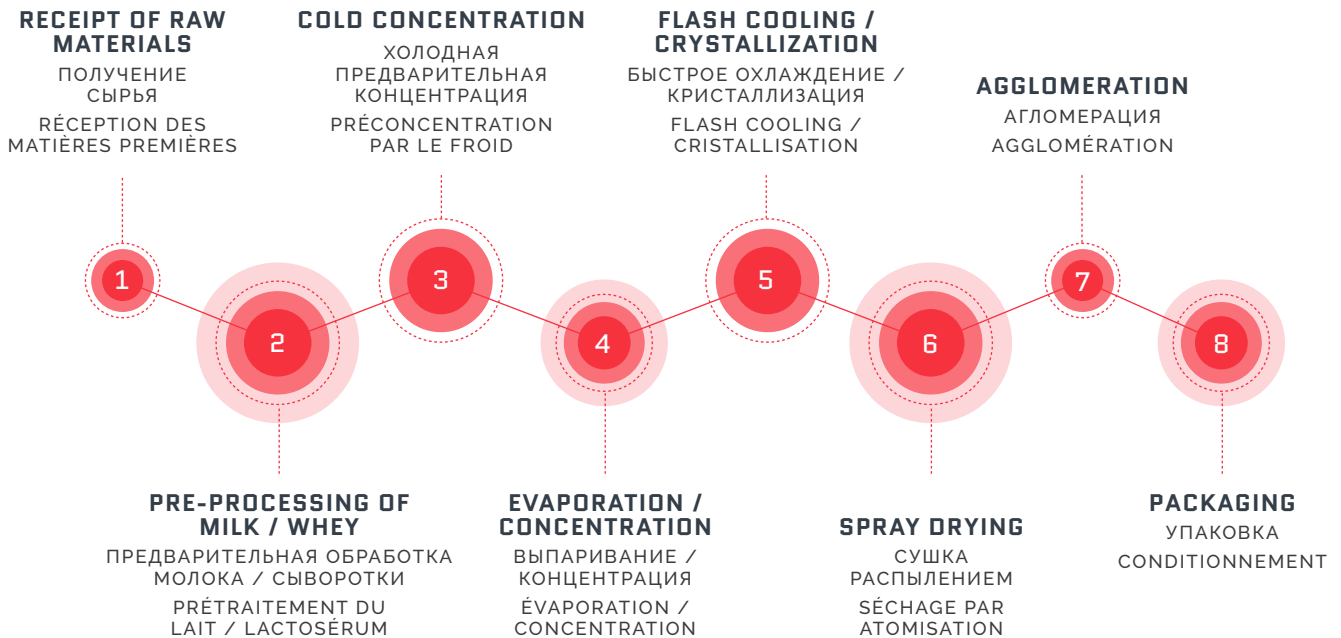 RECEIPT OF RAW
MATERIALS
ПОЛУЧЕНИЕ
СЫРЬЯ
RÉCEPTION DES
MATIÈRES PREMIÈRES
COLD CONCENTRATION
ХОЛОДНАЯ
ПРЕДВАРИТЕЛЬНАЯ
КОНЦЕНТРАЦИЯ
PRÉCONCENTRATION
PAR LE FROID
FLASH COOLING /
CRYSTALLIZATION
БЫСТРОЕ ОХЛАЖДЕНИЕ /
КРИСТАЛЛИЗАЦИЯ
FLASH COOLING /
CRISTALLISATION
AGGLOMERATION
АГЛОМЕРАЦИЯ
AGGLOMÉRATION
1
2
3
4
5
6
7
8
PRE-PROCESSING OF
MILK / WHEY
ПРЕДВАРИТЕЛЬНАЯ ОБРАБОТКА
МОЛОКА / СЫВОРОТКИ
PRÉTRAITEMENT DU
LAIT / LACTOSÉRUM
EVAPORATION /
CONCENTRATION
ВЫПАРИВАНИЕ /
КОНЦЕНТРАЦИЯ
ÉVAPORATION /
CONCENTRATION
SPRAY DRYING
СУШКА
РАСПЫЛЕНИЕМ
SÉCHAGE PAR
ATOMISATION
PACKAGING
УПАКОВКА
CONDITIONNEMENT